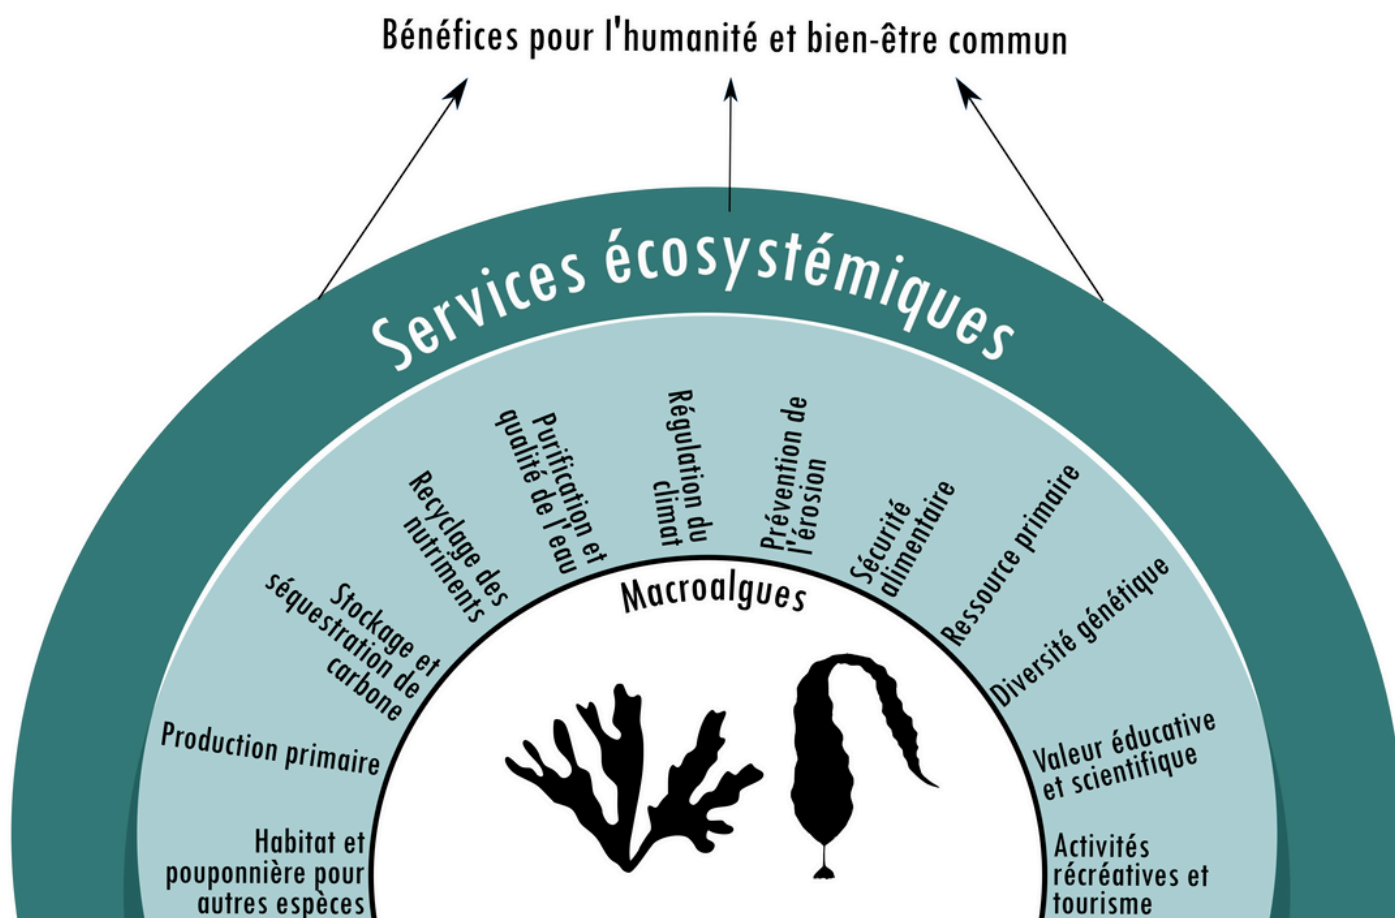 Bénéfices pour l'humanité et bien-être commun
Services écosystémiques
Habitat et
pouponnière pour
autres espèces
Production primaire
Stockage et
séquestration de
carbone
Recyclage des
nutriments
Purification et
qualité de l'eau
Régulation du
climat
Prévention de
l'érosion
Sécurité
alimentaire
Ressource primaire
Diversité génétique
Valeur éducative
et scientifique
Activités
récréatives et
tourisme
Macroalgues